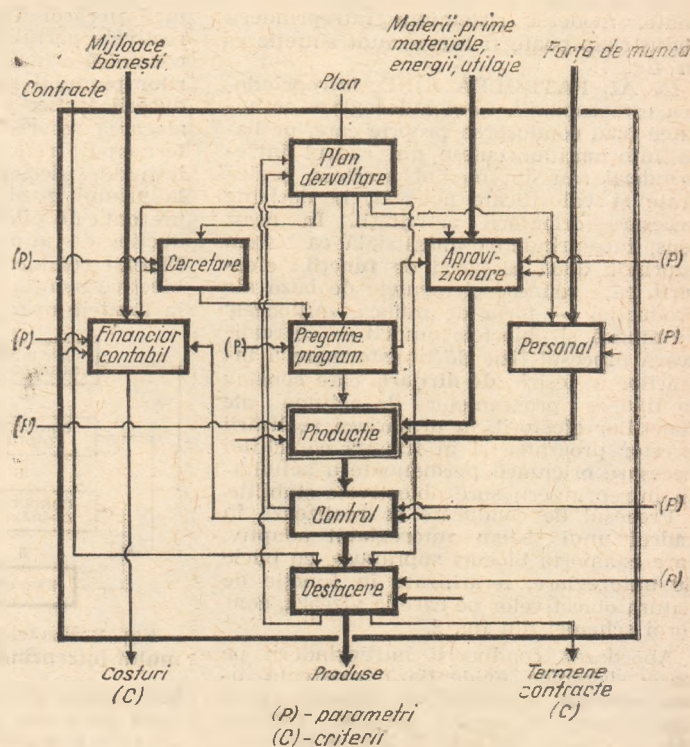 Mijloace
bănești
Contracte
Plan
Materii prime
materiale,
energii, utilaje
Forța de muncă
Plan
dezvoltare
(P)
Cercetare
Aprovi-
zionare
(P)
(P)
Financiar
contabil
(P)
Pregatire
program.
Personal
(P)
(P)
Producție
Control
(P)
Desfacere
(P)
Costuri
(C)
Produse
Termene
contracte
(C)
(P)-parametri
(C)-criterii